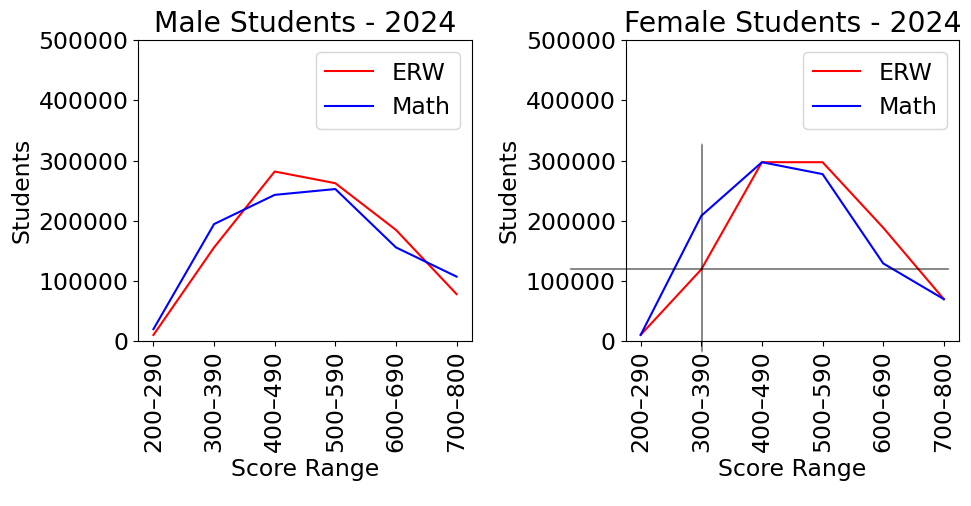 Male Students - 2024
500000
400000
300000
200000
100000
0
Students
ERW
Math
200–290
300–390
400–490
500–590
600–690
700–800
Score Range
Female Students - 2024
500000
400000
300000
200000
100000
0
Students
ERW
Math
200–290
300–390
400–490
500–590
600–690
700–800
Score Range